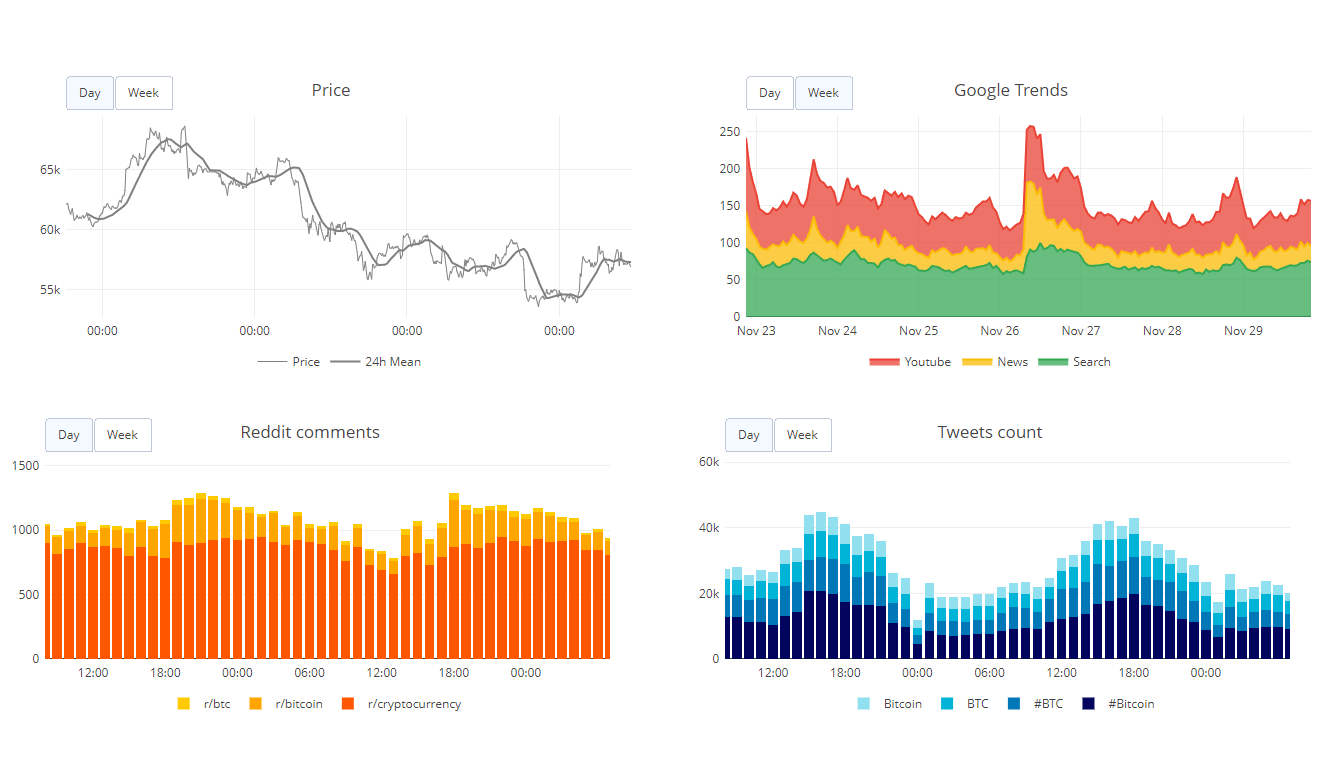 Day Week Price
65k
60k
55k
00:00 00:00 00:00 00:00
Price 24h Mean
Day Week Google Trends
250
200
150
100
50
0
Nov 23 Nov 24 Nov 25 Nov 26 Nov 27 Nov 28 Nov 29
Youtube News Search
Day Week Reddit comments
1500
1000
500
0
12:00 18:00 00:00 06:00 12:00 18:00 00:00
r/btc r/bitcoin r/cryptocurrency
Day Week Tweets count
60k
40k
20k
0
12:00 18:00 00:00 06:00 12:00 18:00 00:00
Bitcoin BTC #BTC #Bitcoin